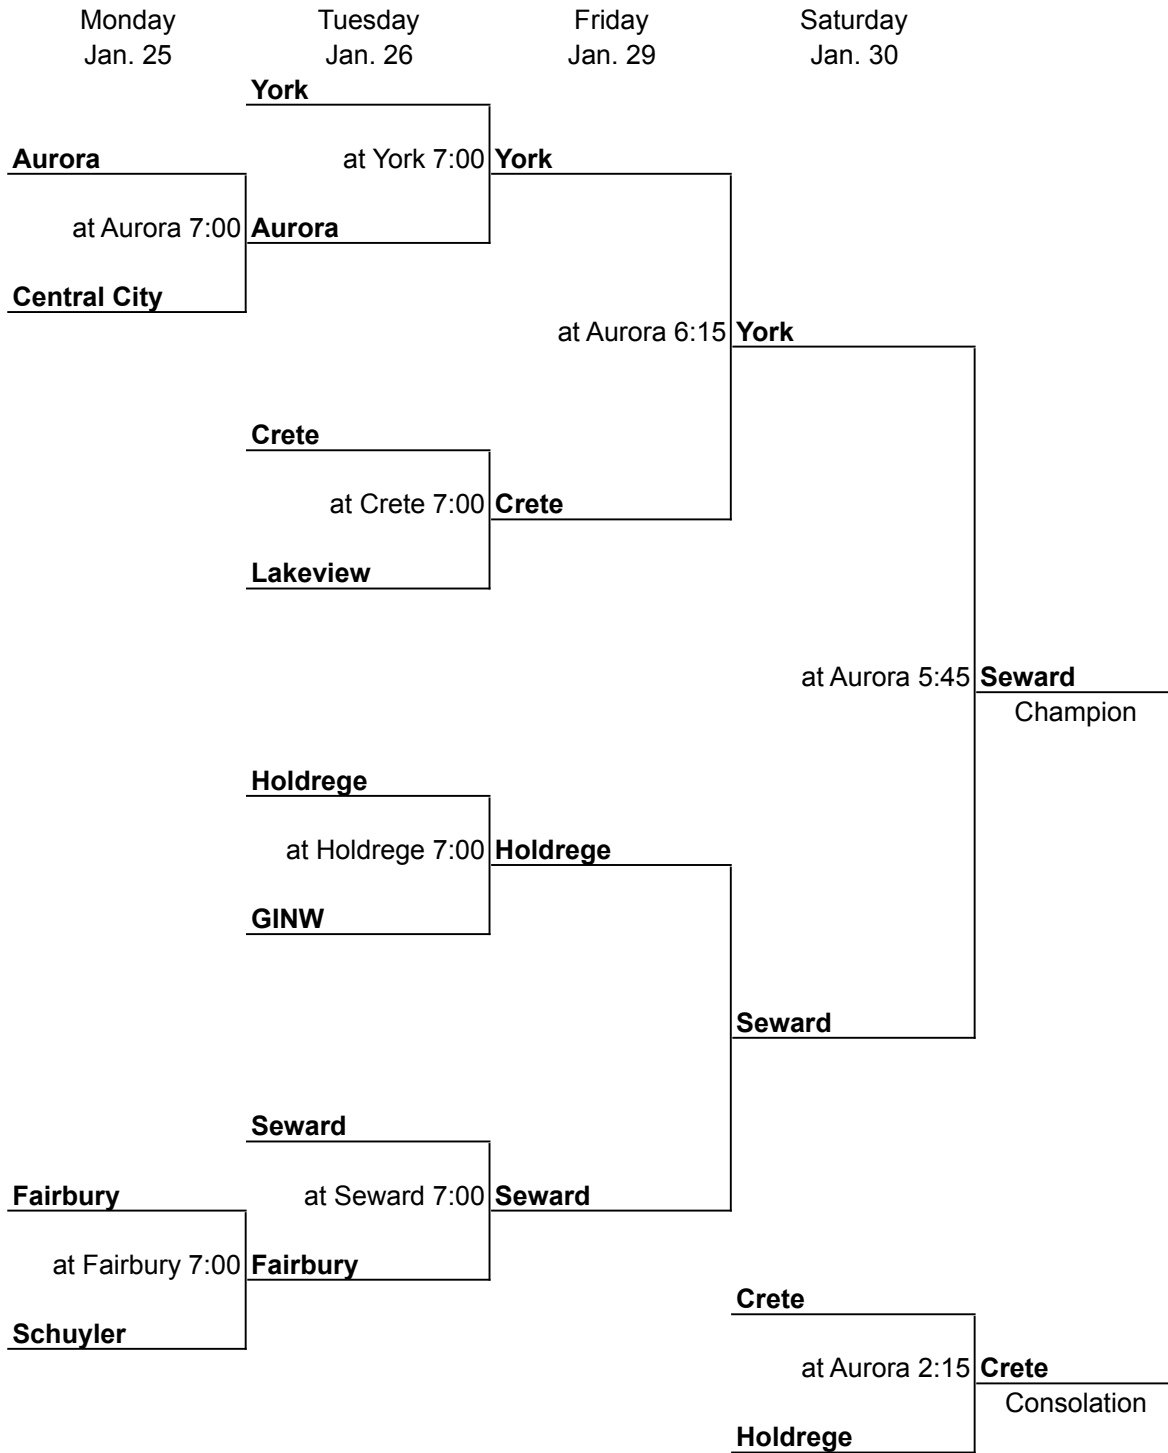 Monday Tuesday Friday Saturday
Jan. 25 Jan. 26 Jan. 29 Jan. 30
York
Aurora at York 7:00 York
at Aurora 7:00 Aurora
Central City
at Aurora 6:15 York
Crete
at Crete 7:00 Crete
Lakeview
at Aurora 5:45 Seward
Champion
Holdrege
at Holdrege 7:00 Holdrege
GINW
Seward
Seward
Fairbury at Seward 7:00 Seward
at Fairbury 7:00 Fairbury
Crete
Schuyler
at Aurora 2:15 Crete
Consolation
Holdrege